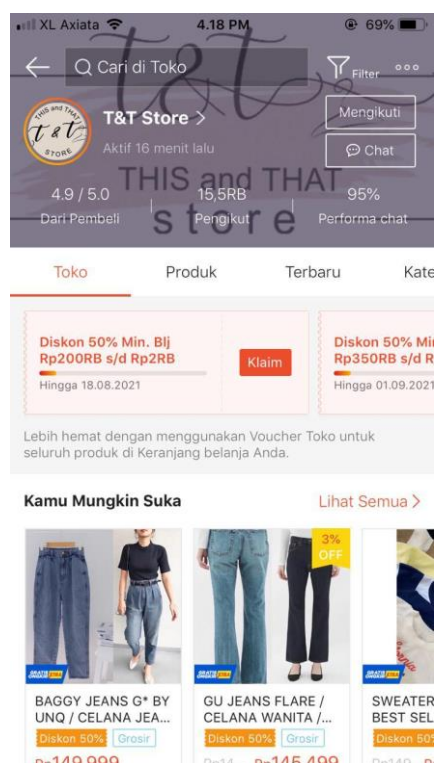 XL Axiata 4.18 PM 69%
Cari di Toko
Filter
THIS and THAT
t & t
STORE
T&T Store >
Aktif 16 menit lalu
Mengikuti
Chat
THIS and THAT
store
4.9 / 5.0 15,5RB 95%
Dari Pembeli Pengikut Performa chat
Toko Produk Terbaru Kate
Diskon 50% Min. Blj
Rp200RB s/d Rp2RB
Hingga 18.08.2021
Klaim
Diskon 50% Mi
Rp350RB s/d R
Hingga 01.09.2021
Lebih hemat dengan menggunakan Voucher Toko untuk
seluruh produk di Keranjang belanja Anda.
Kamu Mungkin Suka Lihat Semua >
3%
OFF
BAGGY JEANS G* BY
UNQ / CELANA JEA...
Diskon 50% Grosir
Rp149.999
GU JEANS FLARE /
CELANA WANITA /...
Diskon 50% Grosir
Rp145.499
SWEATER
BEST SEL
Diskon 50%